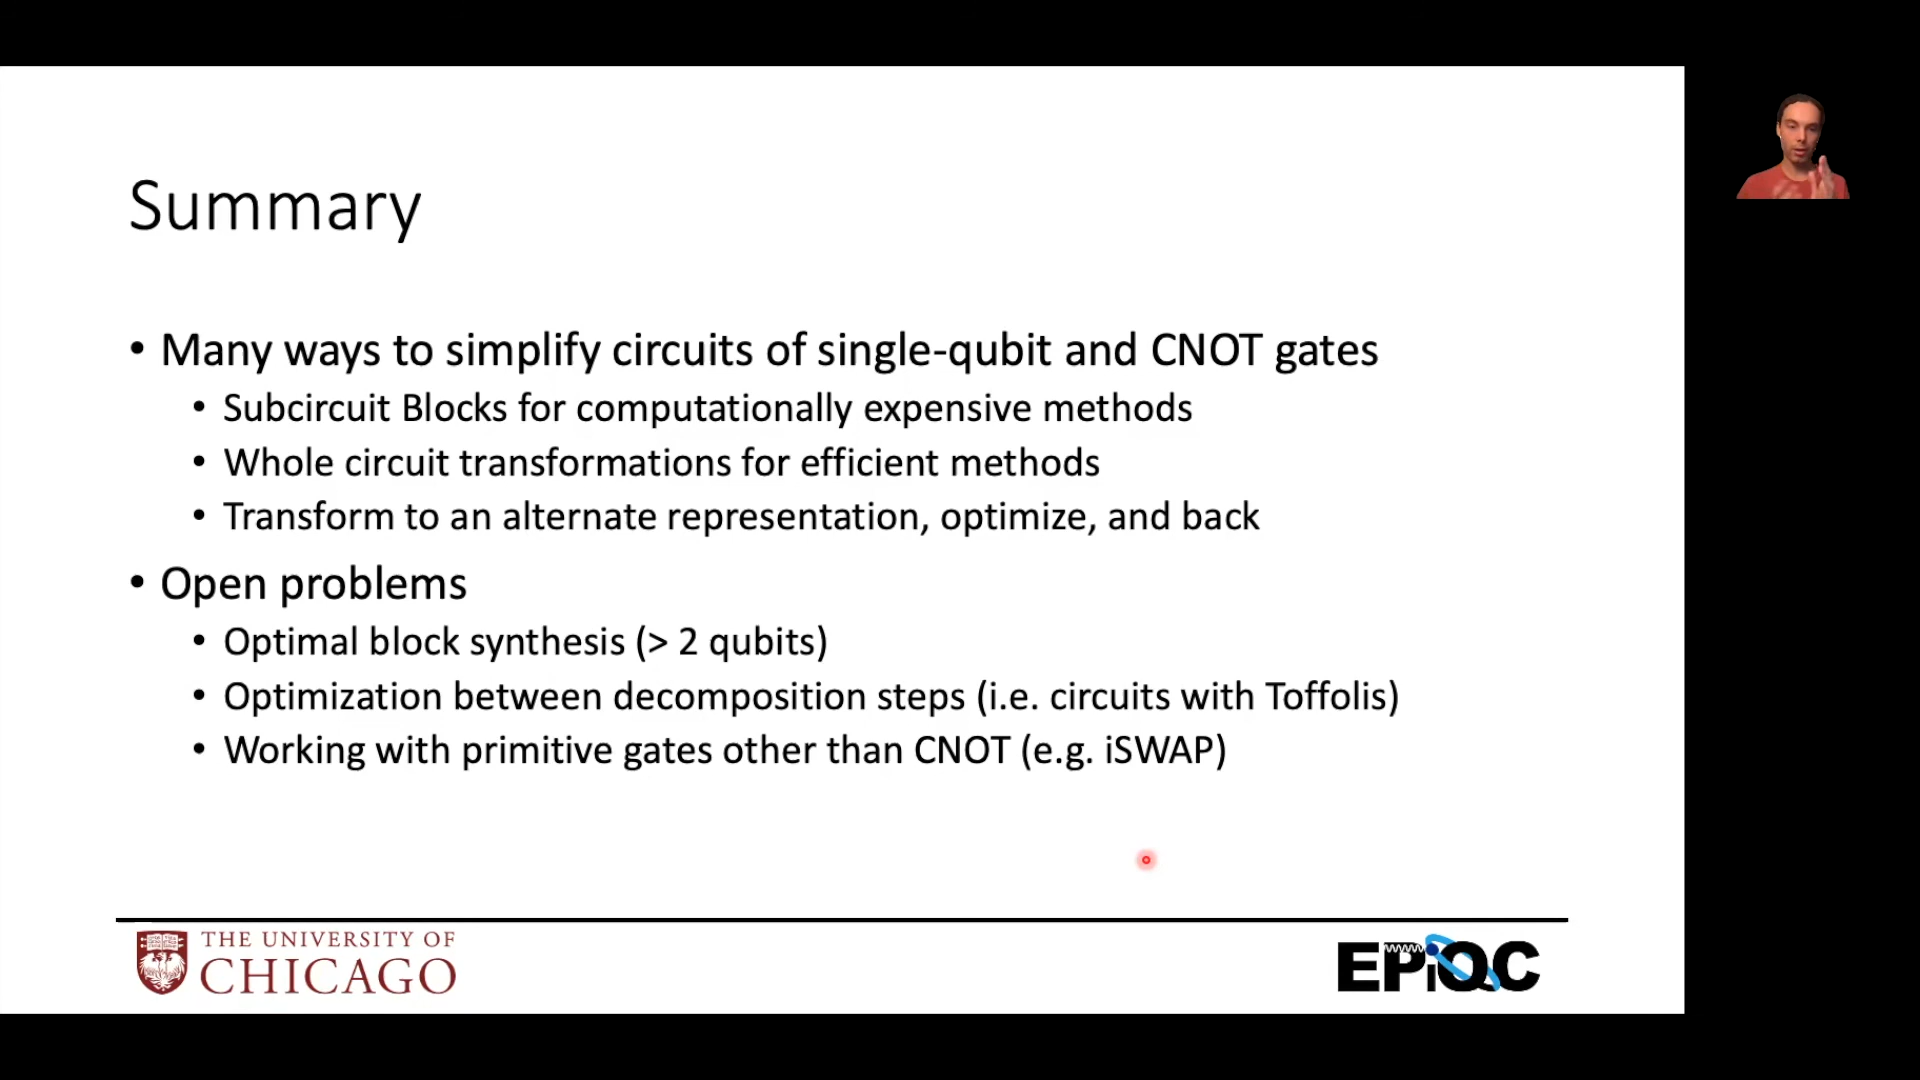 Summary
• Many ways to simplify circuits of single-qubit and CNOT gates
• Subcircuit Blocks for computationally expensive methods
• Whole circuit transformations for efficient methods
• Transform to an alternate representation, optimize, and back
• Open problems
• Optimal block synthesis (> 2 qubits)
• Optimization between decomposition steps (i.e. circuits with Toffolis)
• Working with primitive gates other than CNOT (e.g. iSWAP)
THE UNIVERSITY OF
CHICAGO
EPiQC